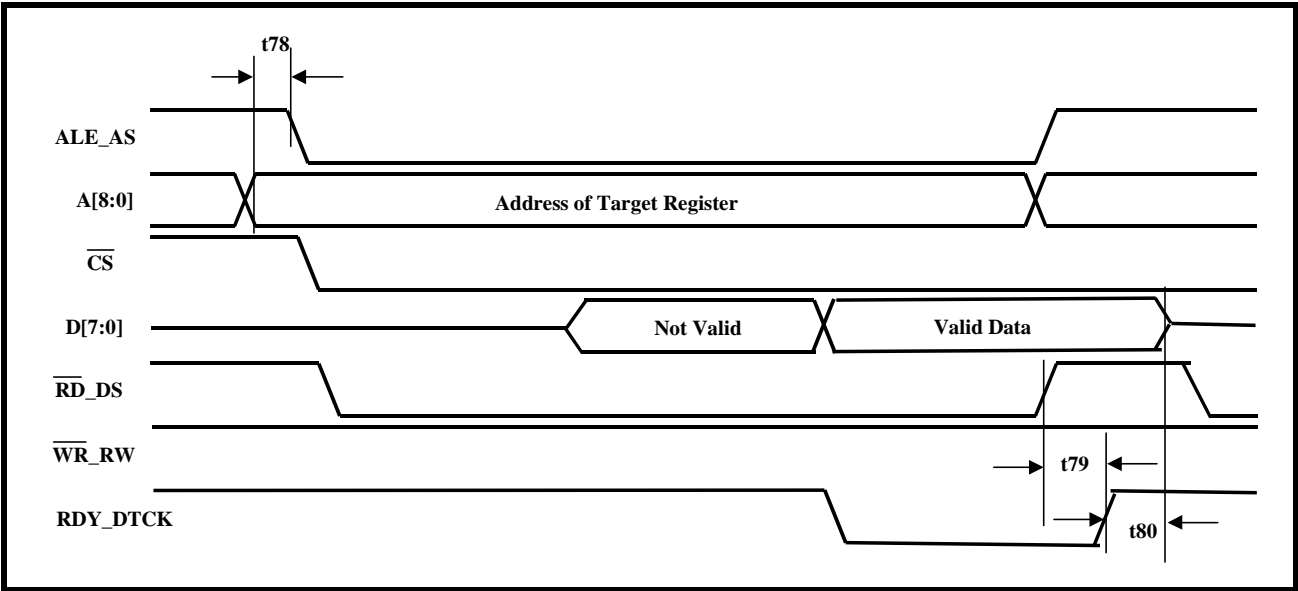 t78
ALE_AS
A[8:0]
Address of Target Register
CS
D[7:0]
Not Valid
Valid Data
RD_DS
WR_RW
t79
RDY_DTCK
t80